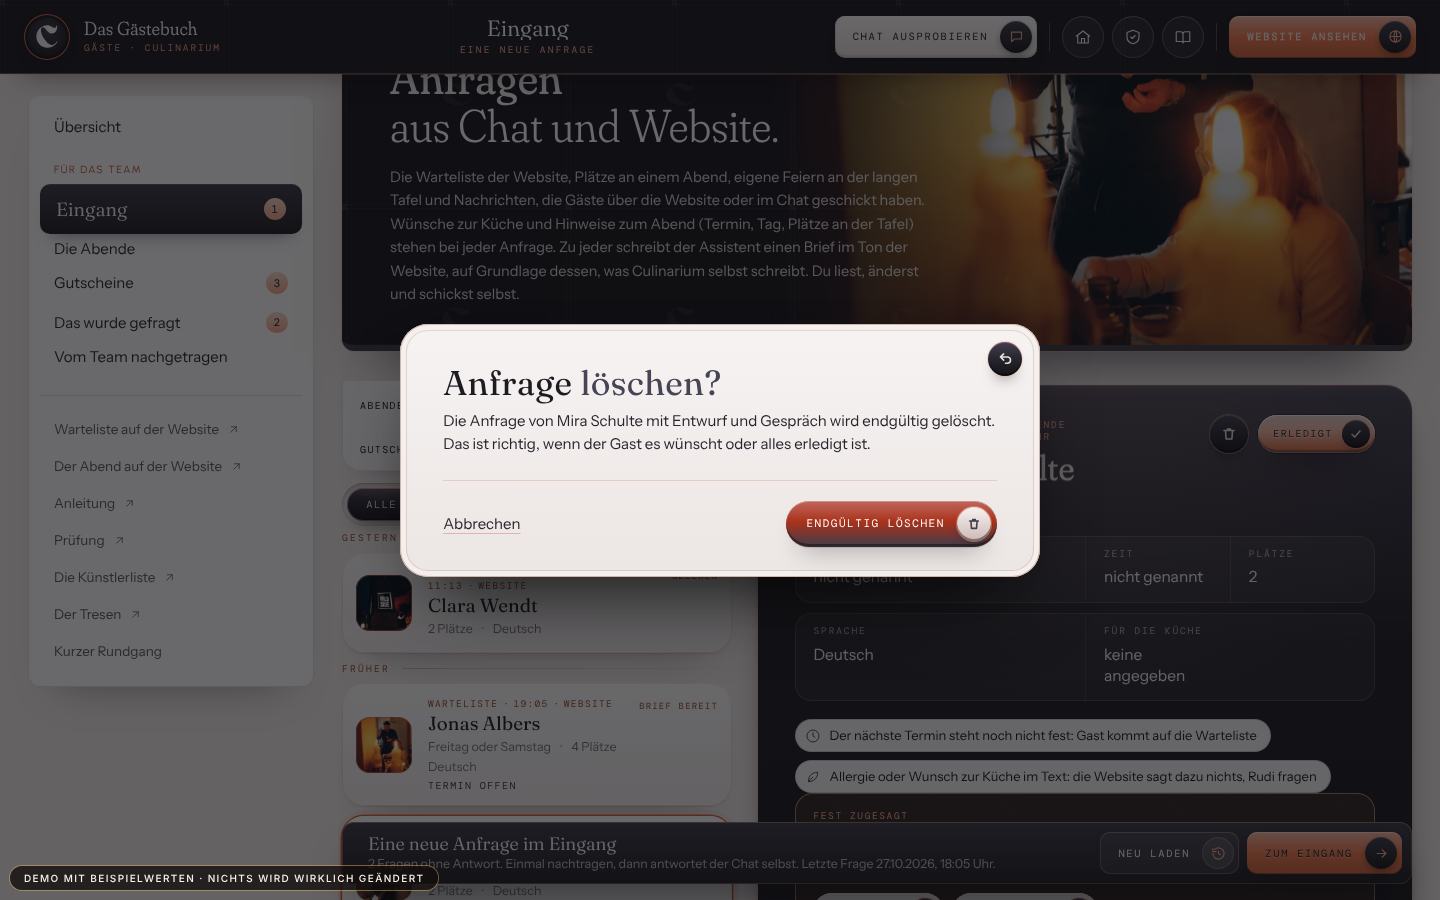 Das Gästebuch
GÄSTE · CULINARIUM
Eingang
EINE NEUE ANFRAGE
CHAT AUSPROBIEREN
WEBSITE ANSEHEN
Übersicht
FÜR DAS TEAM
Eingang
1
Die Abende
Gutscheine
3
Das wurde gefragt
2
Vom Team nachgetragen
Warteliste auf der Website
Der Abend auf der Website
Anleitung
Prüfung
Die Künstlerliste
Der Tresen
Kurzer Rundgang
Anfragen
aus Chat und Website.
Die Warteliste der Website, Plätze an einem Abend, eigene Feiern an der langen
Tafel und Nachrichten, die Gäste über die Website oder im Chat geschickt haben.
Wünsche zur Küche und Hinweise zum Abend (Termin, Tag, Plätze an der Tafel)
stehen bei jeder Anfrage. Zu jeder schreibt der Assistent einen Brief im Ton der
Website, auf Grundlage dessen, was Culinarium selbst schreibt. Du liest, änderst
und schickst selbst.
Anfrage löschen?
Die Anfrage von Mira Schulte mit Entwurf und Gespräch wird endgültig gelöscht.
Das ist richtig, wenn der Gast es wünscht oder alles erledigt ist.
Abbrechen
ENDGÜLTIG LÖSCHEN
ABENDE
GUTSCH
ALLE
GESTERN
11:13 · WEBSITE
Clara Wendt
2 Plätze · Deutsch
FRÜHER
WARTELISTE · 19:05 · WEBSITE
BRIEF BEREIT
Jonas Albers
Freitag oder Samstag · 4 Plätze
Deutsch
TERMIN OFFEN
2 Plätze · Deutsch
ERLEDIGT
lte
nicht genannt
ZEIT
nicht genannt
PLÄTZE
2
SPRACHE
Deutsch
FÜR DIE KÜCHE
keine
angegeben
Der nächste Termin steht noch nicht fest: Gast kommt auf die Warteliste
Allergie oder Wunsch zur Küche im Text: die Website sagt dazu nichts, Rudi fragen
FEST ZUGESAGT
Eine neue Anfrage im Eingang
2 Fragen ohne Antwort. Einmal nachtragen, dann antwortet der Chat selbst. Letzte Frage 27.10.2026, 18:05 Uhr.
NEU LADEN
ZUM EINGANG
DEMO MIT BEISPIELWERTEN · NICHTS WIRD WIRKLICH GEÄNDERT